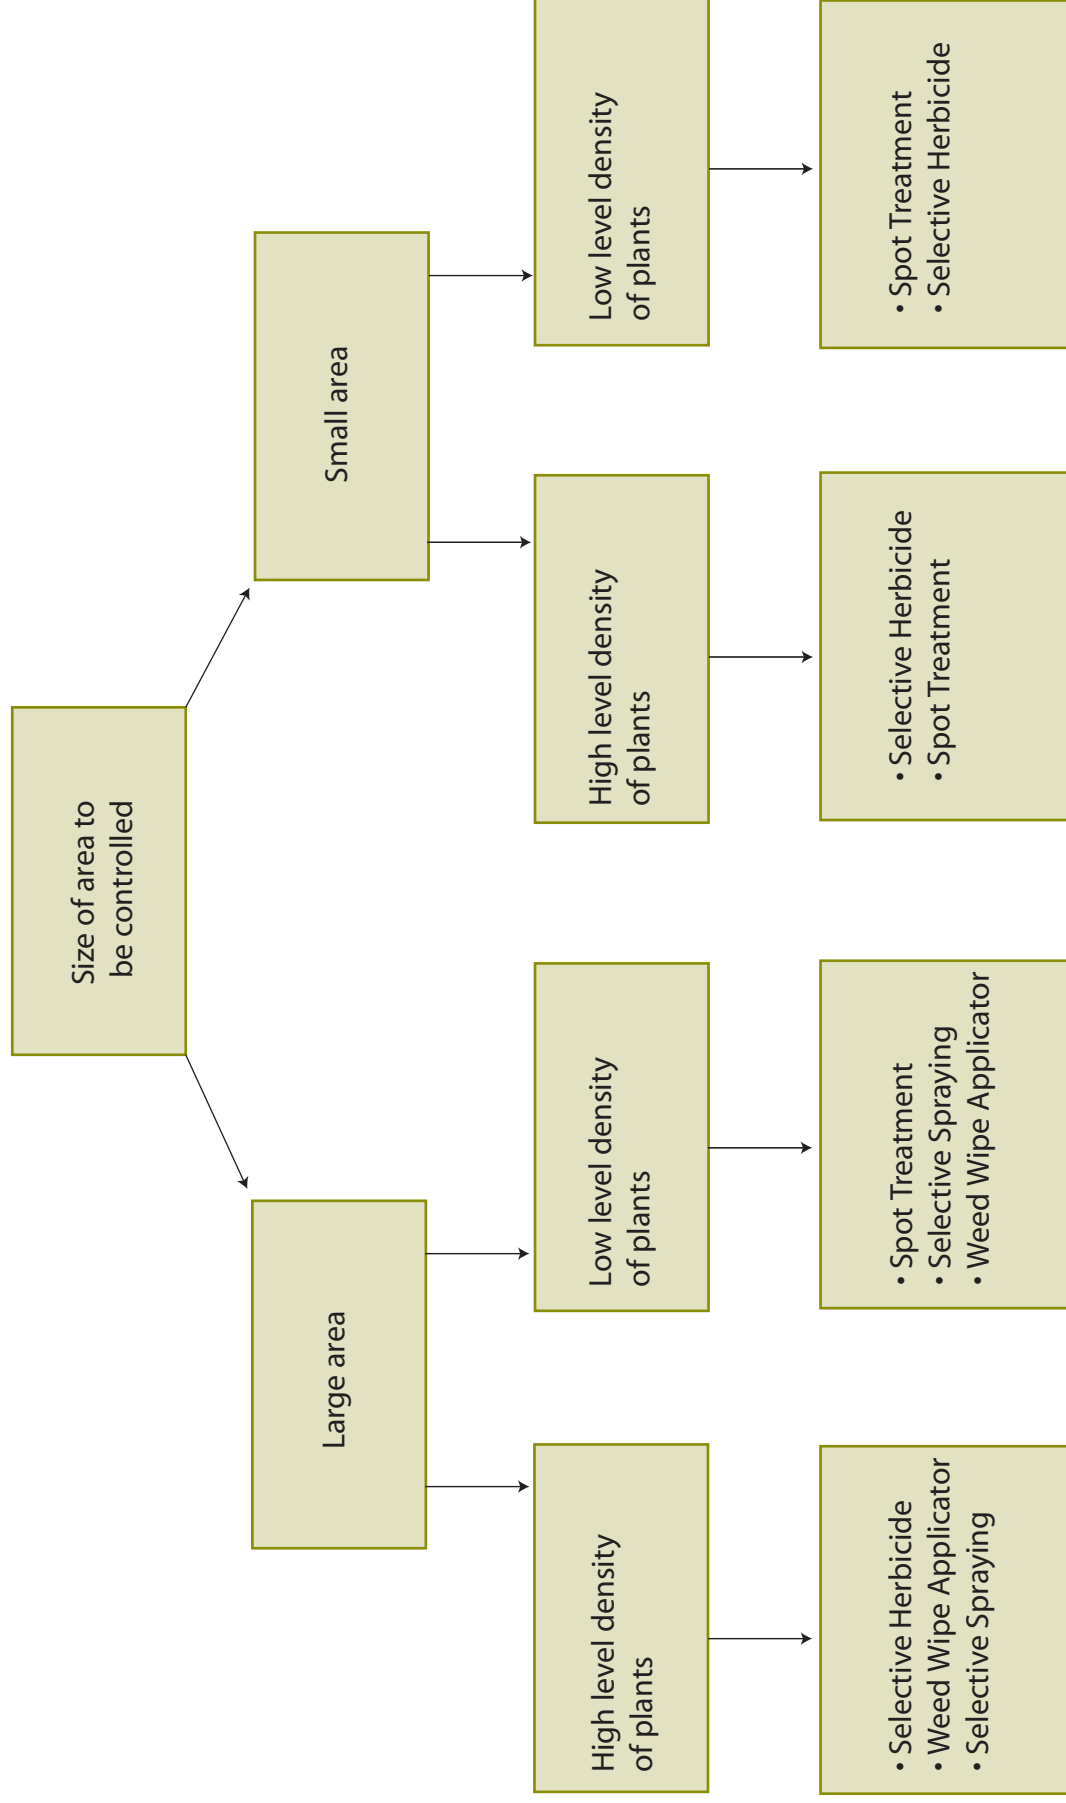 Size of area to
be controlled
Large area
Small area
High level density
of plants
Low level density
of plants
High level density
of plants
Low level density
of plants
• Selective Herbicide
• Weed Wipe Applicator
• Selective Spraying
• Spot Treatment
• Selective Spraying
• Weed Wipe Applicator
• Selective Herbicide
• Spot Treatment
• Spot Treatment
• Selective Herbicide